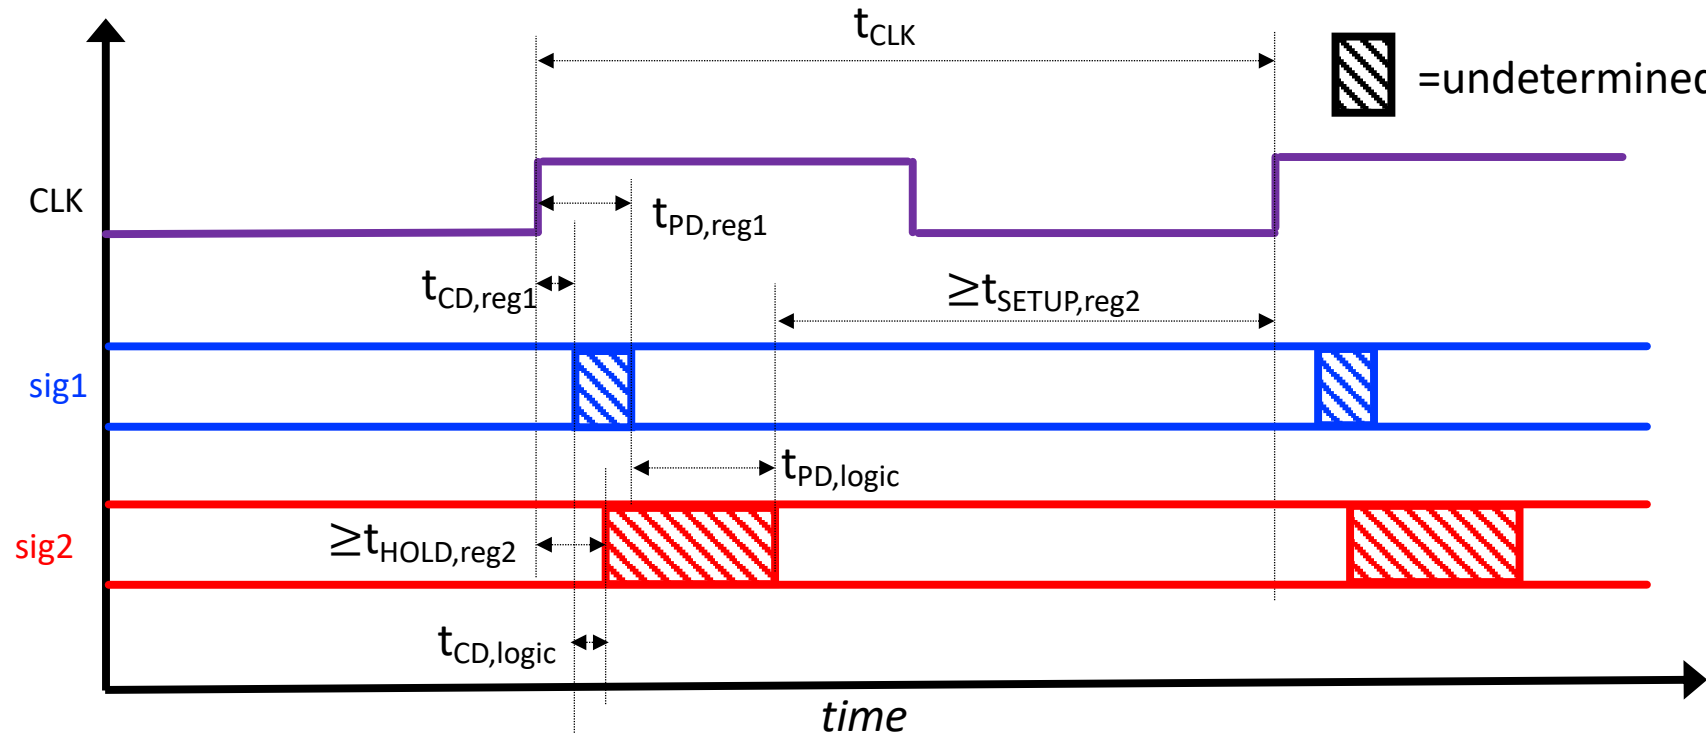 tCLK
=undetermined
CLK
tPD,reg1
tCD,reg1
≥tSETUP,reg2
sig1
tPD,logic
sig2
≥tHOLD,reg2
tCD,logic
time